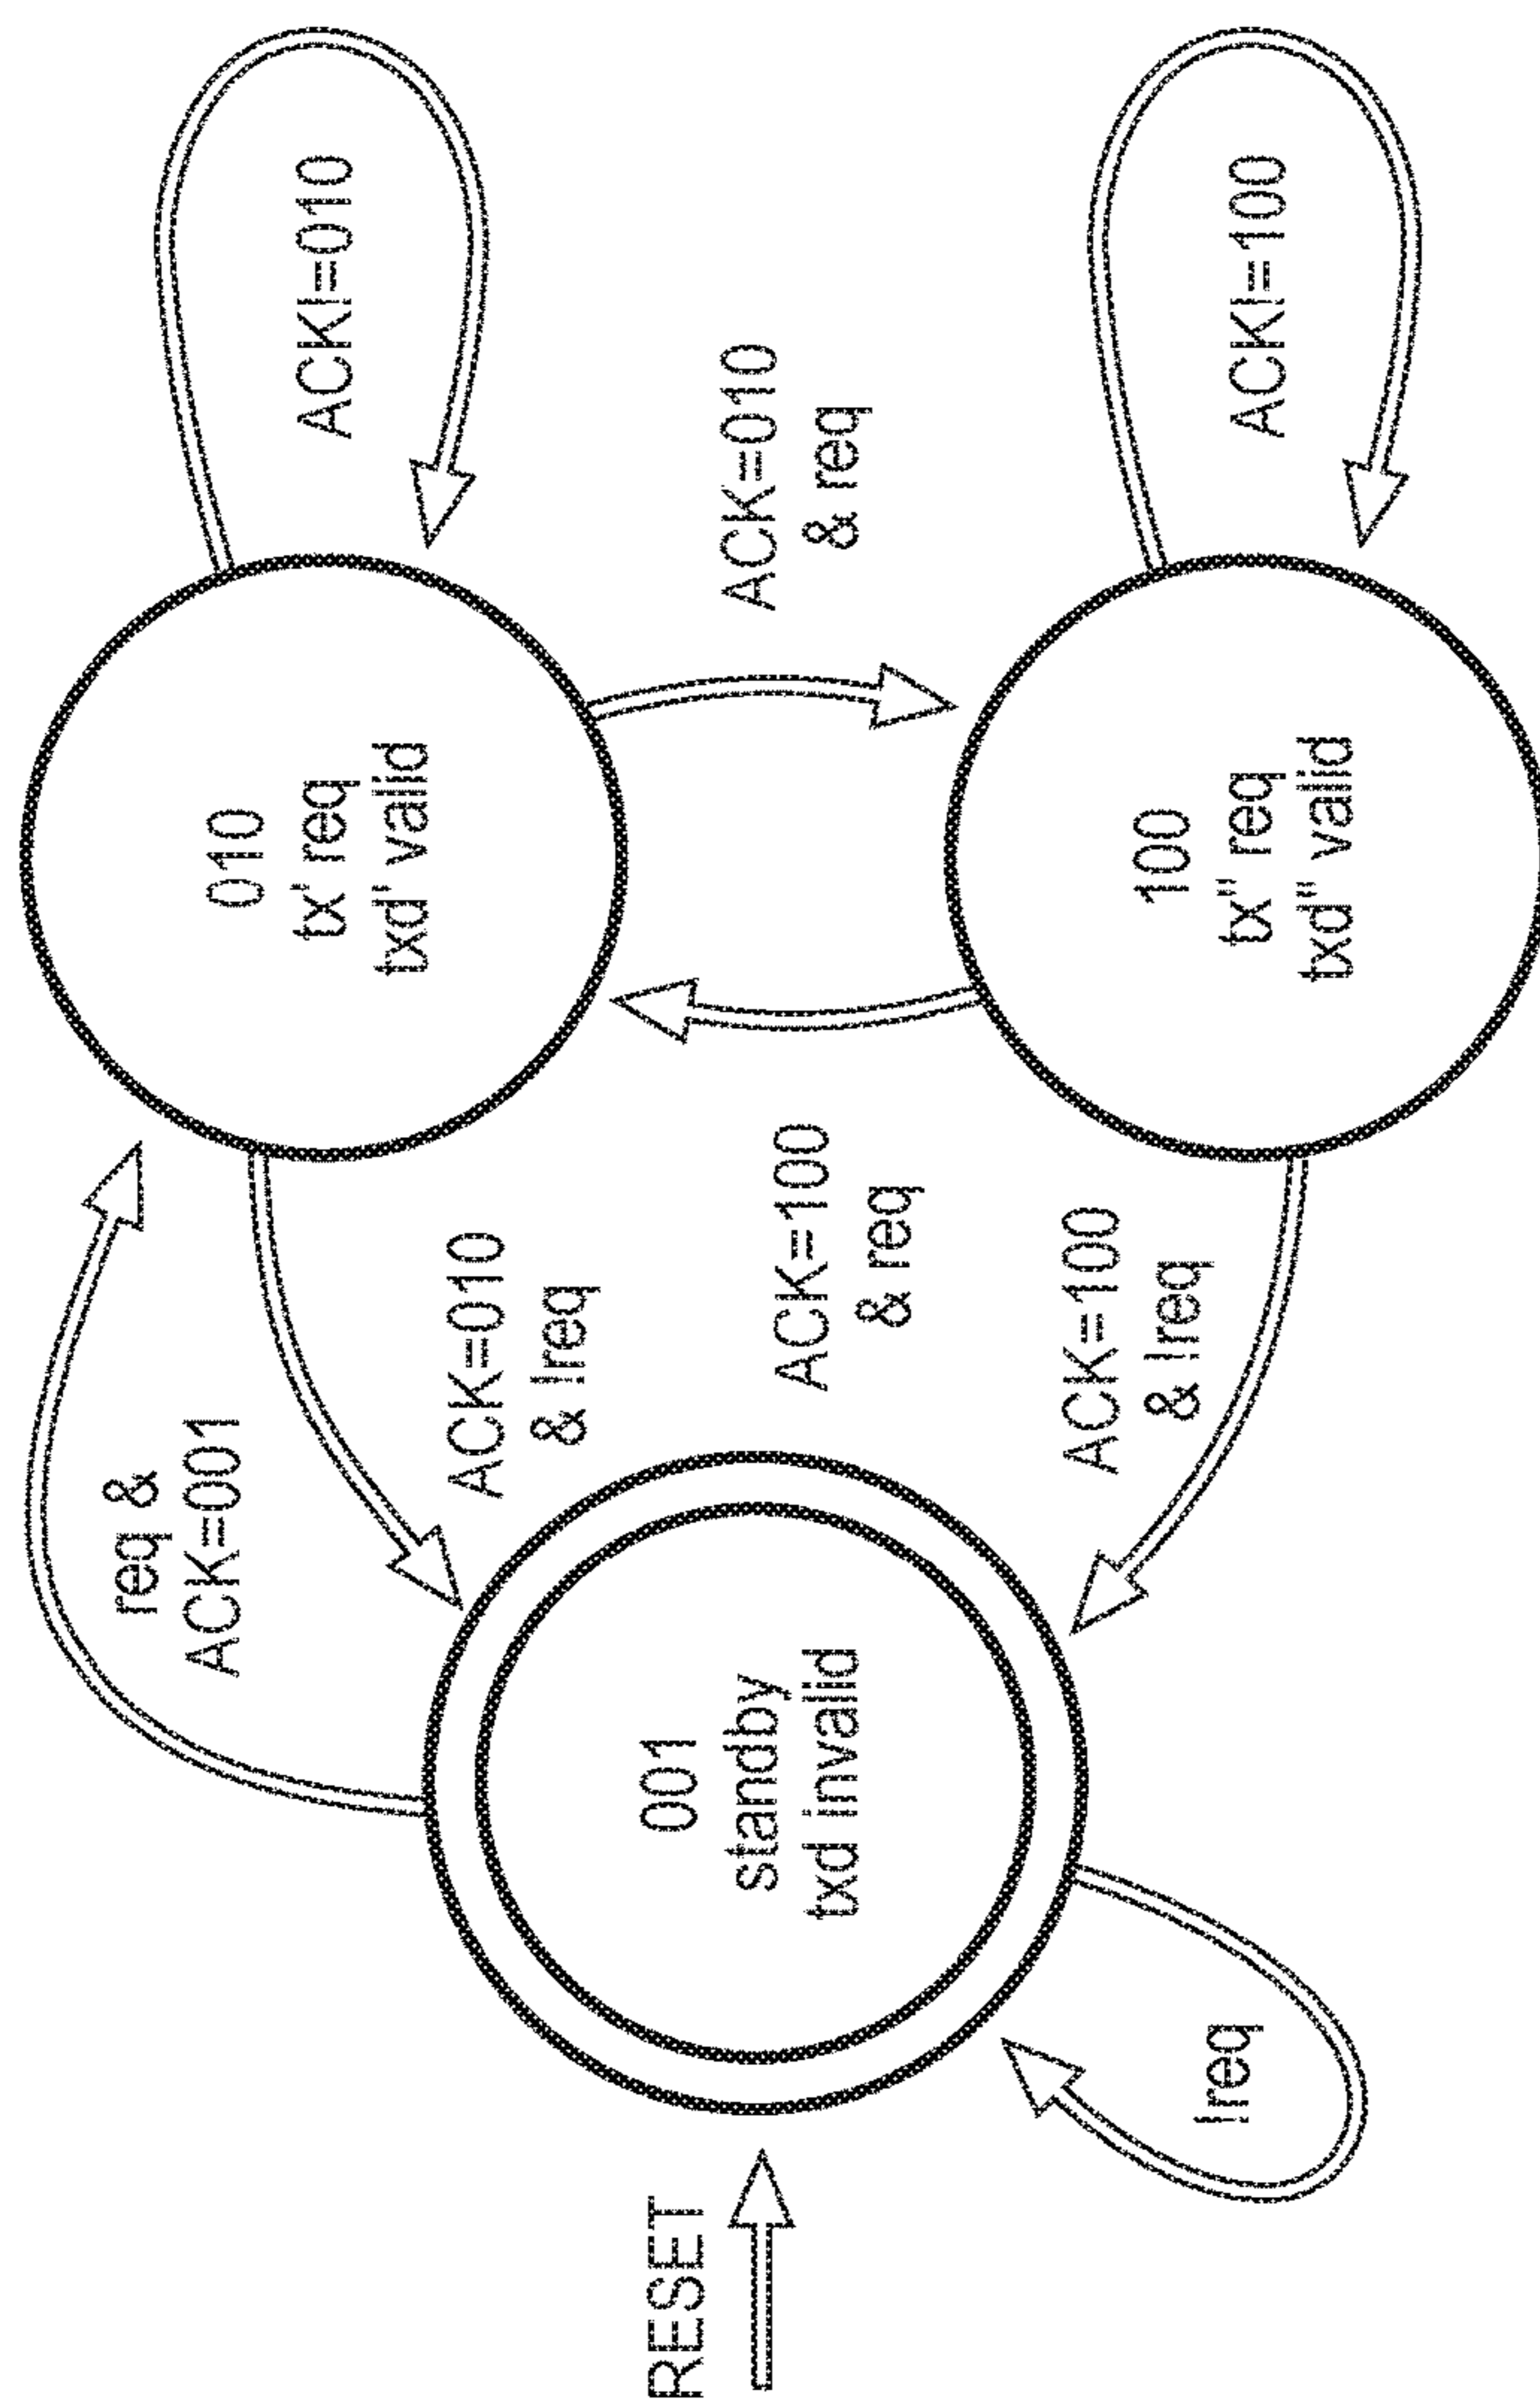 req &
ACK=001
010
tx' req
txd' valid
ACK!=010
ACK=010
& !req
RESET
001
standby
txd invalid
ACK=010
& req
ACK=100
& req
ACK=100
& !req
100
tx" req
txd" valid
ACK!=100
!req